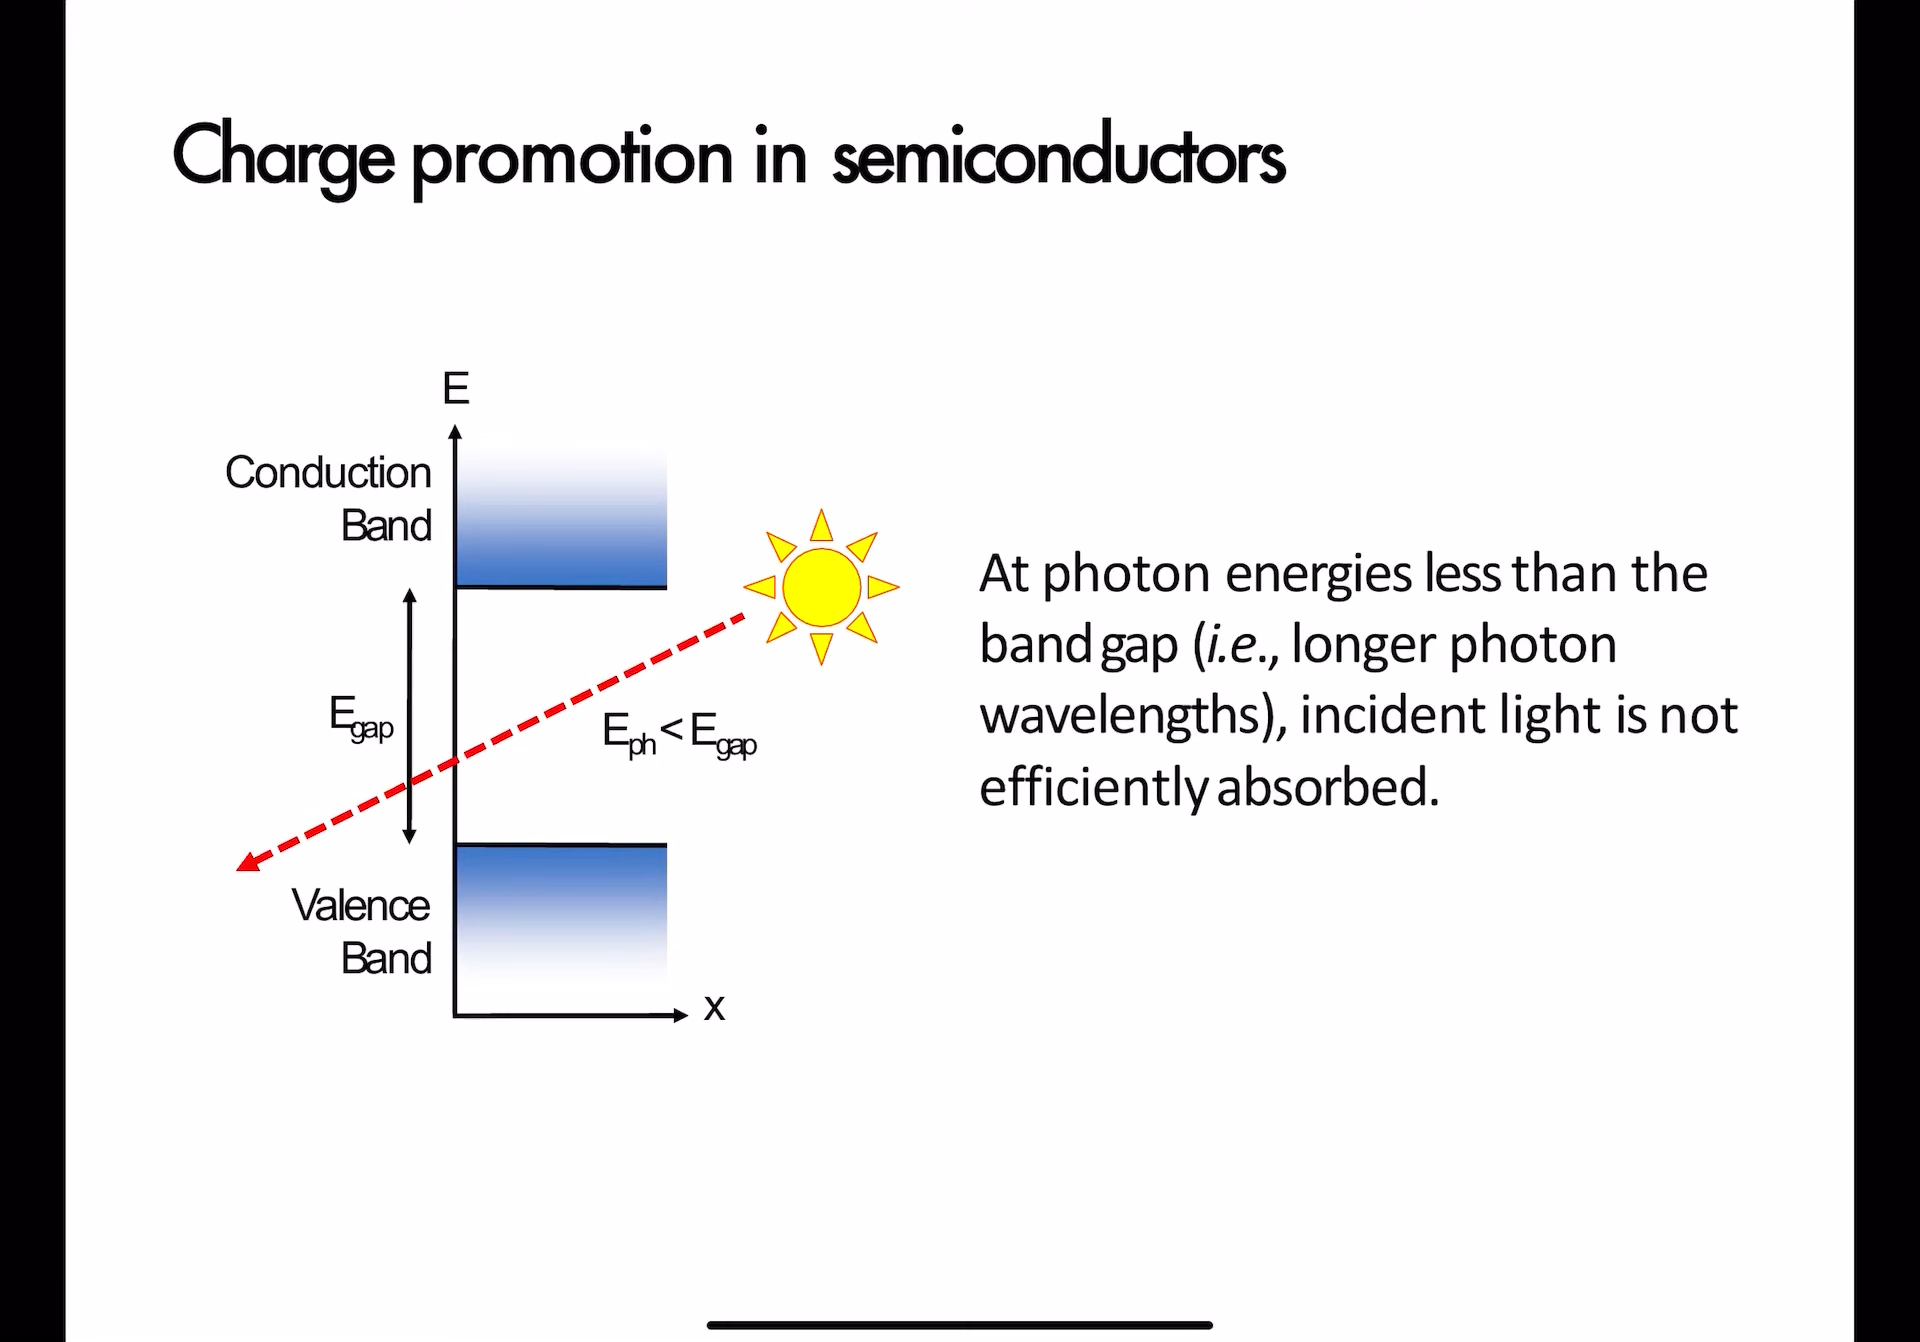 Charge promotion in semiconductors
E
Conduction
Band
E_gap
E_ph < E_gap
Valence
Band
x
At photon energies less than the
band gap (i.e., longer photon
wavelengths), incident light is not
efficiently absorbed.